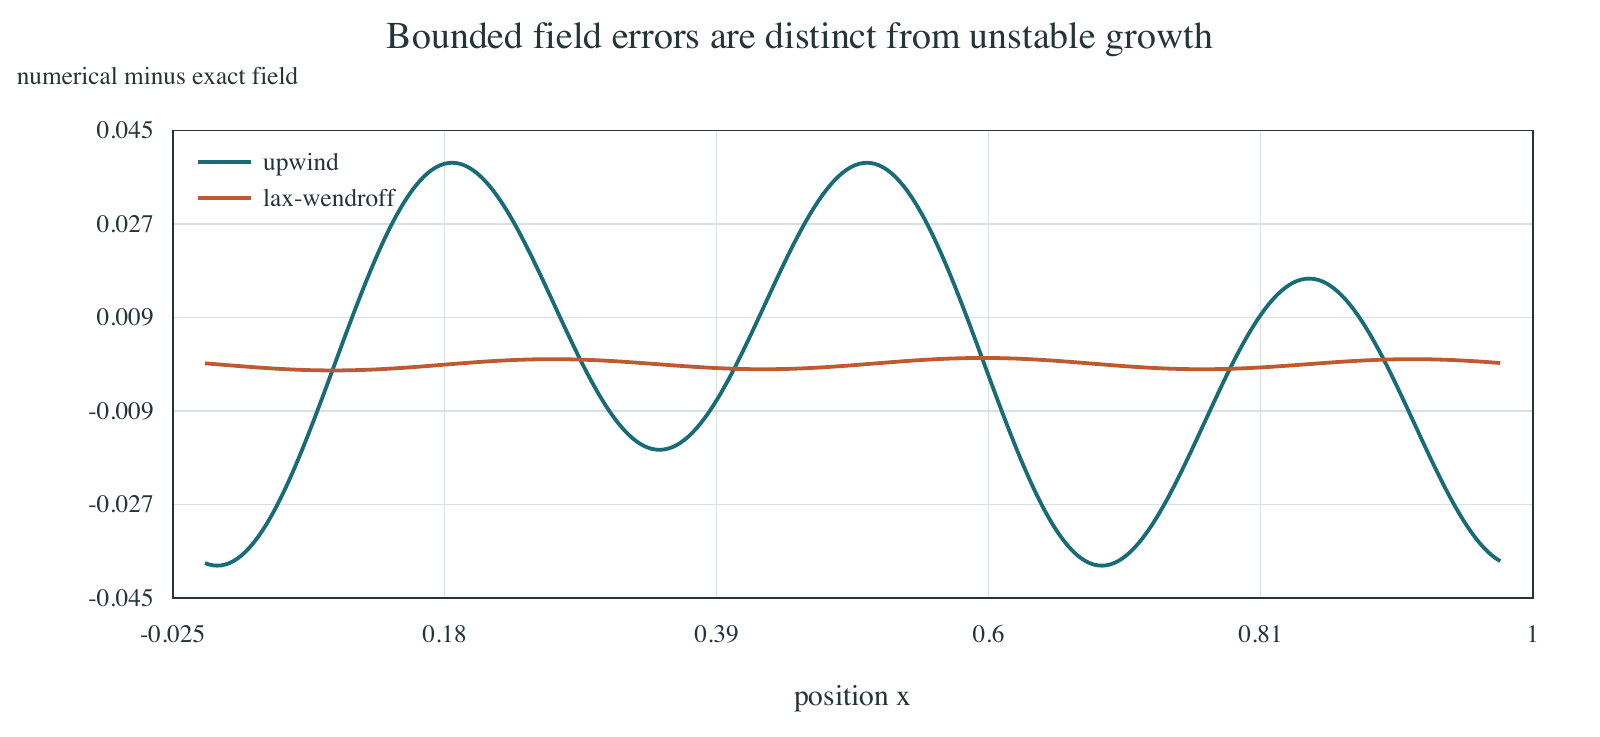 Bounded field errors are distinct from unstable growth
numerical minus exact field
0.045
upwind
lax-wendroff
0.027
0.009
-0.009
-0.027
-0.045
-0.025 0.18 0.39 0.6 0.81 1
position x